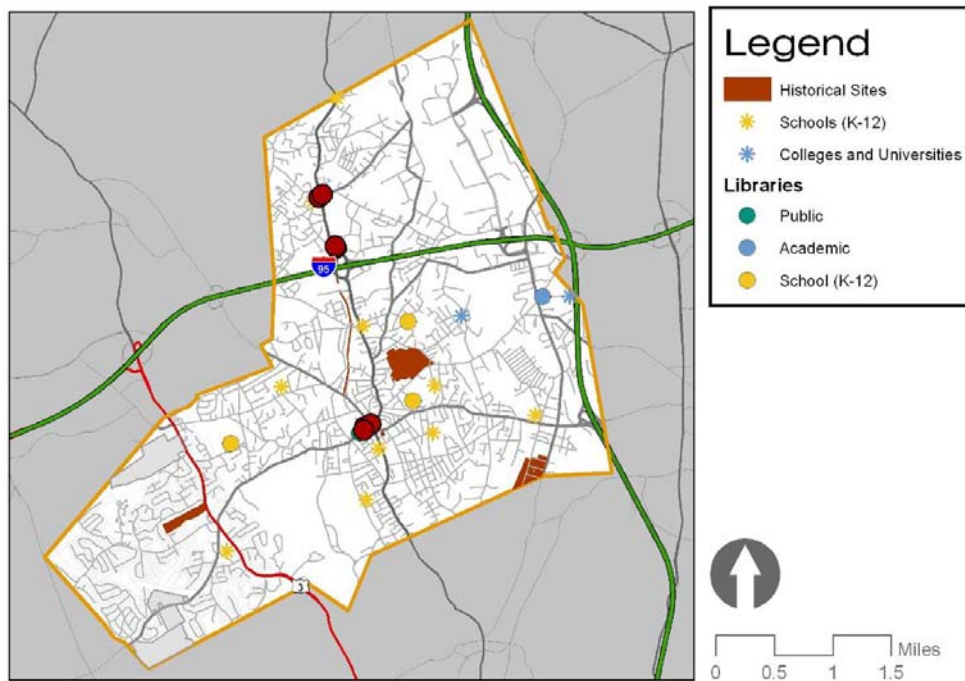 Legend
Historical Sites
Schools (K-12)
Colleges and Universities
Libraries
Public
Academic
School (K-12)
95
3
Miles
0 0.5 1 1.5